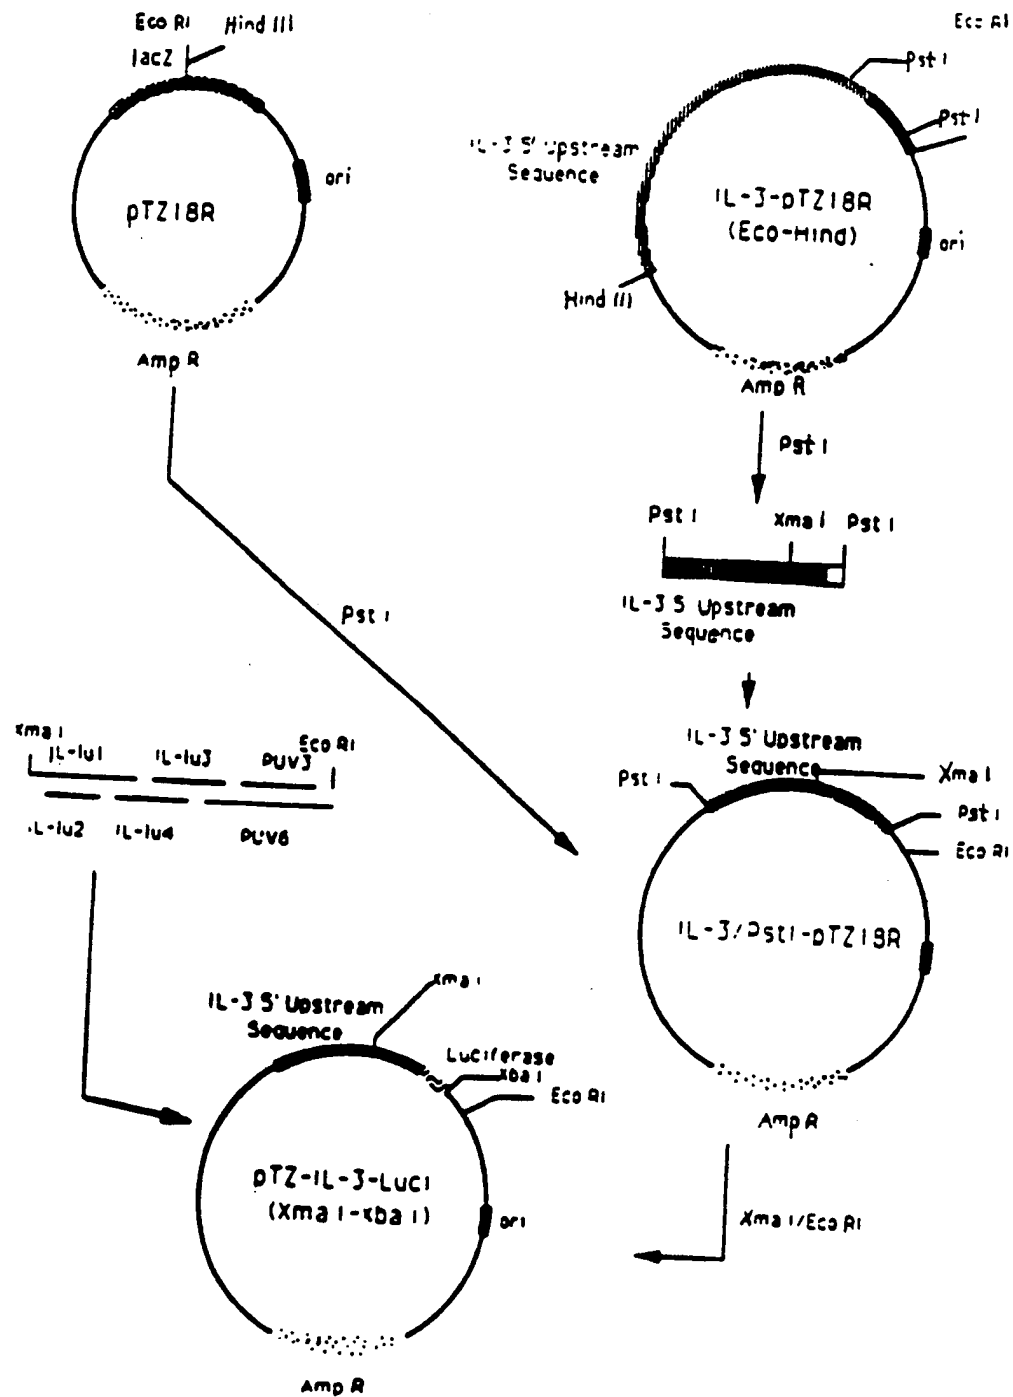 Eco RI
Hind III
lacZ
ori
pTZ18R
Amp R
Eco RI
Pst I
Pst I
IL-3 5' Upstream
Sequence
IL-3-pTZ18R
(Eco-Hind)
ori
Hind III
Amp R
Pst I
Pst I
Xma I
Pst I
IL-3 5' Upstream
Sequence
Pst I
Xma I
Eco RI
IL-lu1
IL-lu3
PUV3
IL-lu2
IL-lu4
PUV6
IL-3 5' Upstream
Sequence
Xma I
Pst I
Pst I
Eco RI
IL-3/Pst1-pTZ18R
Amp R
Xma I/Eco RI
IL-3 5' Upstream
Sequence
Xma I
Luciferase
Xba I
Eco RI
pTZ-IL-3-Luc1
(Xma I-Xba I)
ori
Amp R